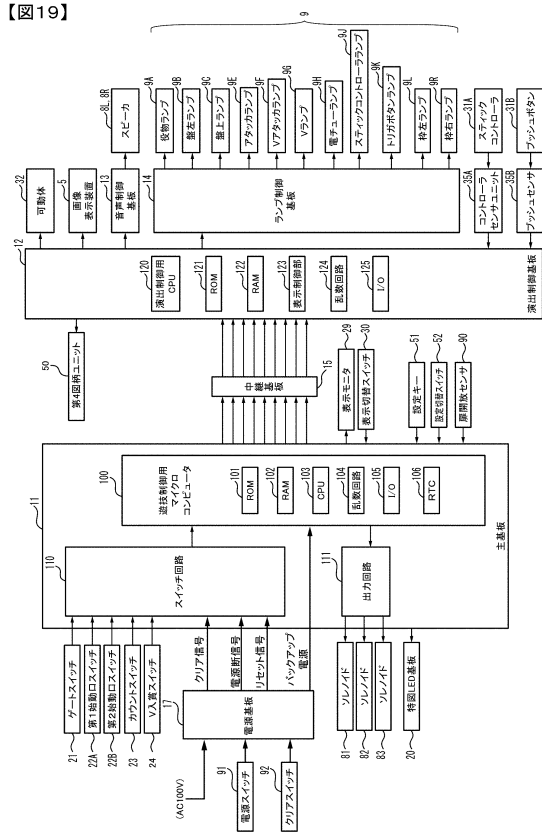 【図19】
9
8L, 8R
スピーカ
9A
役物ランプ
9B
盤左ランプ
9C
盤上ランプ
9E
アタッカランプ
9F
Vアタッカランプ
9G
Vランプ
9H
電チューランプ
9J
スティックコントローラランプ
9K
トリガボタンランプ
9L
枠左ランプ
9R
枠右ランプ
31A
スティック
コントローラ
31B
プッシュボタン
32
可動体
5
画像
表示装置
13
音声制御
基板
14
ランプ制御
基板
35A
コントローラ
センサユニット
35B
プッシュセンサ
12
120
演出制御用
CPU
121
ROM
122
RAM
123
表示制御部
124
乱数回路
125
I/O
演出制御基板
50
第4図柄ユニット
中継
基板
15
29
表示モニタ
30
表示切替スイッチ
51
設定キー
52
設定切替スイッチ
90
扉開放センサ
11
100
遊技制御用
マイクロ
コンピュータ
101
ROM
102
RAM
103
CPU
104
乱数回路
105
I/O
106
RTC
主基板
110
スイッチ回路
111
出力回路
ゲートスイッチ
21
第1始動口スイッチ
22A
第2始動口スイッチ
22B
カウントスイッチ
23
V入賞スイッチ
24
クリア信号
電源断信号
リセット信号
バックアップ
電源
17
電源基板
(AC100V)
91
電源スイッチ
92
クリアスイッチ
ソレノイド
81
ソレノイド
82
ソレノイド
83
特図LED基板
20